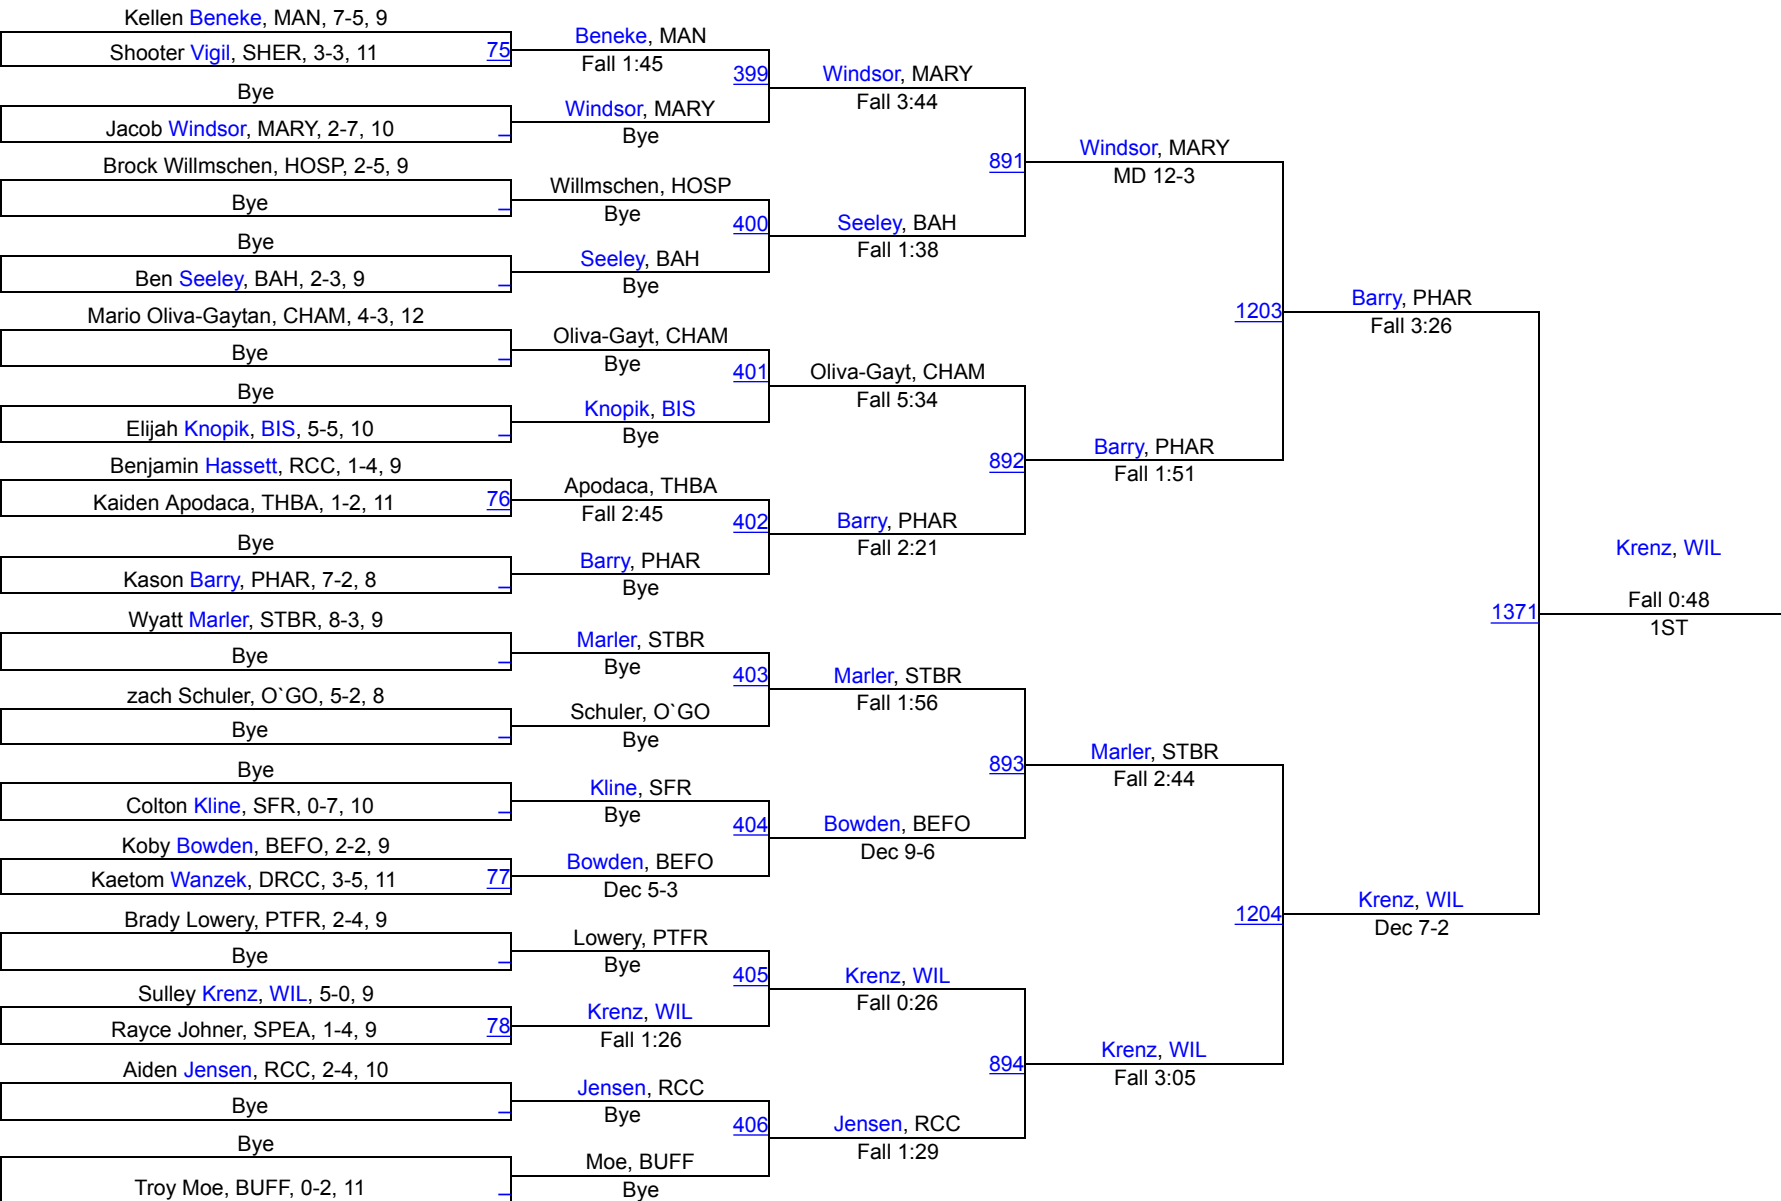 Kellen Beneke, MAN, 7-5, 9
Shooter Vigil, SHER, 3-3, 11
75
Bye
Jacob Windsor, MARY, 2-7, 10
Brock Willmschen, HOSP, 2-5, 9
Bye
Bye
Ben Seeley, BAH, 2-3, 9
Mario Oliva-Gaytan, CHAM, 4-3, 12
Bye
Bye
Elijah Knopik, BIS, 5-5, 10
Benjamin Hassett, RCC, 1-4, 9
Kaiden Apodaca, THBA, 1-2, 11
76
Bye
Kason Barry, PHAR, 7-2, 8
Wyatt Marler, STBR, 8-3, 9
Bye
zach Schuler, O`GO, 5-2, 8
Bye
Bye
Colton Kline, SFR, 0-7, 10
Koby Bowden, BEFO, 2-2, 9
Kaetom Wanzek, DRCC, 3-5, 11
77
Brady Lowery, PTFR, 2-4, 9
Bye
Sulley Krenz, WIL, 5-0, 9
Rayce Johner, SPEA, 1-4, 9
78
Aiden Jensen, RCC, 2-4, 10
Bye
Bye
Troy Moe, BUFF, 0-2, 11
Beneke, MAN
Fall 1:45
399
Windsor, MARY
Bye
Willmschen, HOSP
Bye
400
Seeley, BAH
Bye
Oliva-Gayt, CHAM
Bye
401
Knopik, BIS
Bye
Apodaca, THBA
Fall 2:45
402
Barry, PHAR
Bye
Marler, STBR
Bye
403
Schuler, O`GO
Bye
Kline, SFR
Bye
404
Bowden, BEFO
Dec 5-3
Lowery, PTFR
Bye
405
Krenz, WIL
Fall 1:26
Jensen, RCC
Bye
406
Moe, BUFF
Bye
Windsor, MARY
Fall 3:44
891
Seeley, BAH
Fall 1:38
Oliva-Gayt, CHAM
Fall 5:34
892
Barry, PHAR
Fall 2:21
Marler, STBR
Fall 1:56
893
Bowden, BEFO
Dec 9-6
Krenz, WIL
Fall 0:26
894
Jensen, RCC
Fall 1:29
Windsor, MARY
MD 12-3
1203
Barry, PHAR
Fall 1:51
Marler, STBR
Fall 2:44
1204
Krenz, WIL
Fall 3:05
Barry, PHAR
Fall 3:26
1371
Krenz, WIL
Dec 7-2
Krenz, WIL
Fall 0:48
1ST